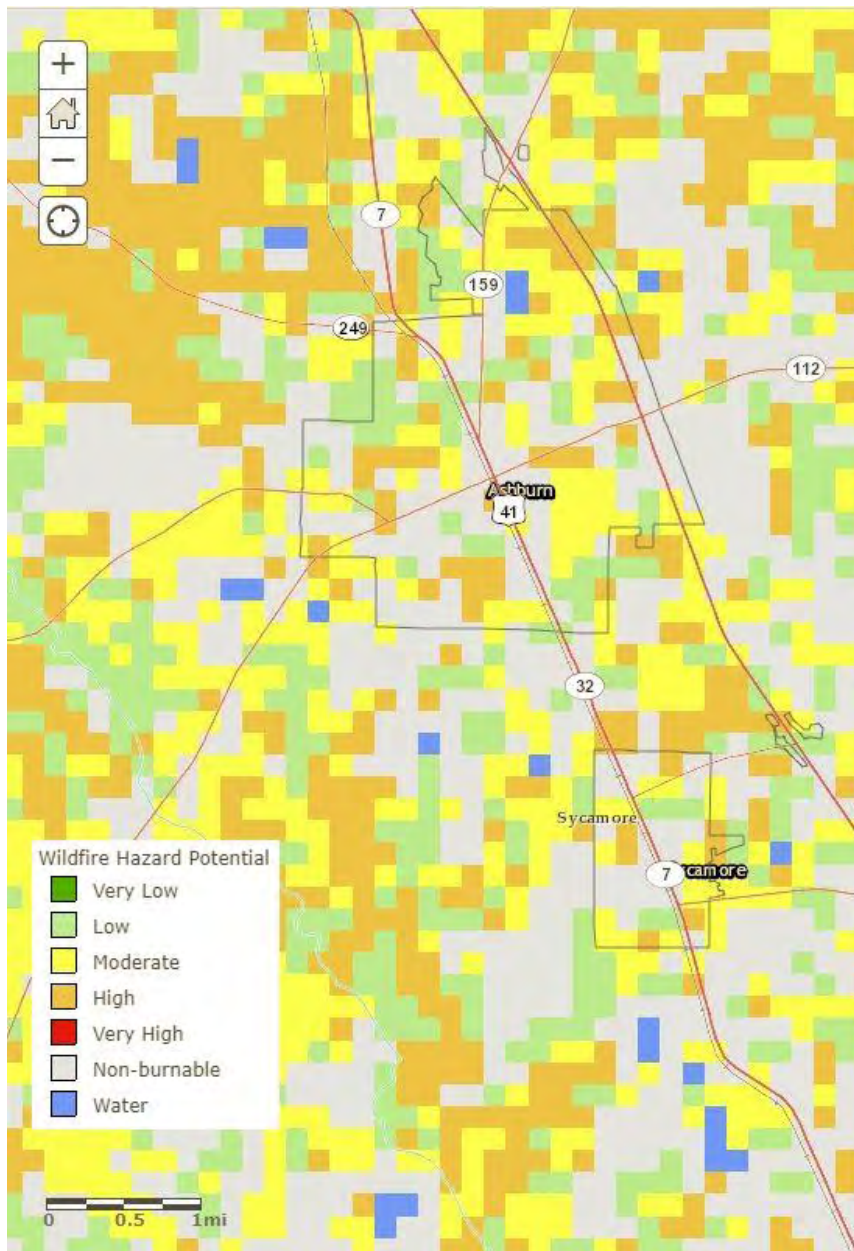 +
−
7
159
249
112
Ashburn
41
32
Sycamore
7
Wildfire Hazard Potential
Very Low
Low
Moderate
High
Very High
Non-burnable
Water
0 0.5 1mi